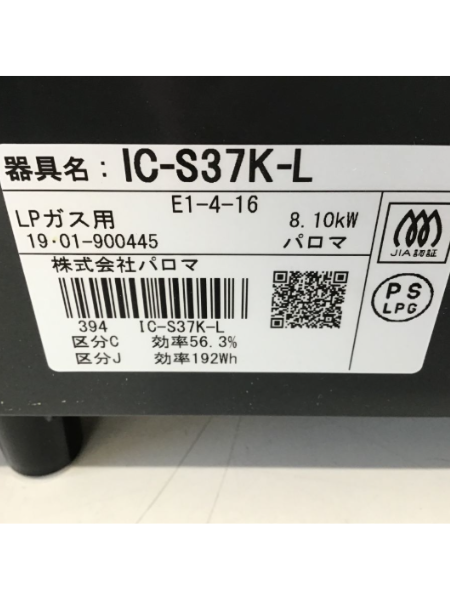 器具名：IC-S37K-L
E1-4-16
LPガス用 8.10kW
19・01-900445 パロマ
JIA認証
株式会社パロマ
PS
LPG
394 IC-S37K-L
区分C 効率56.3%
区分J 効率192Wh